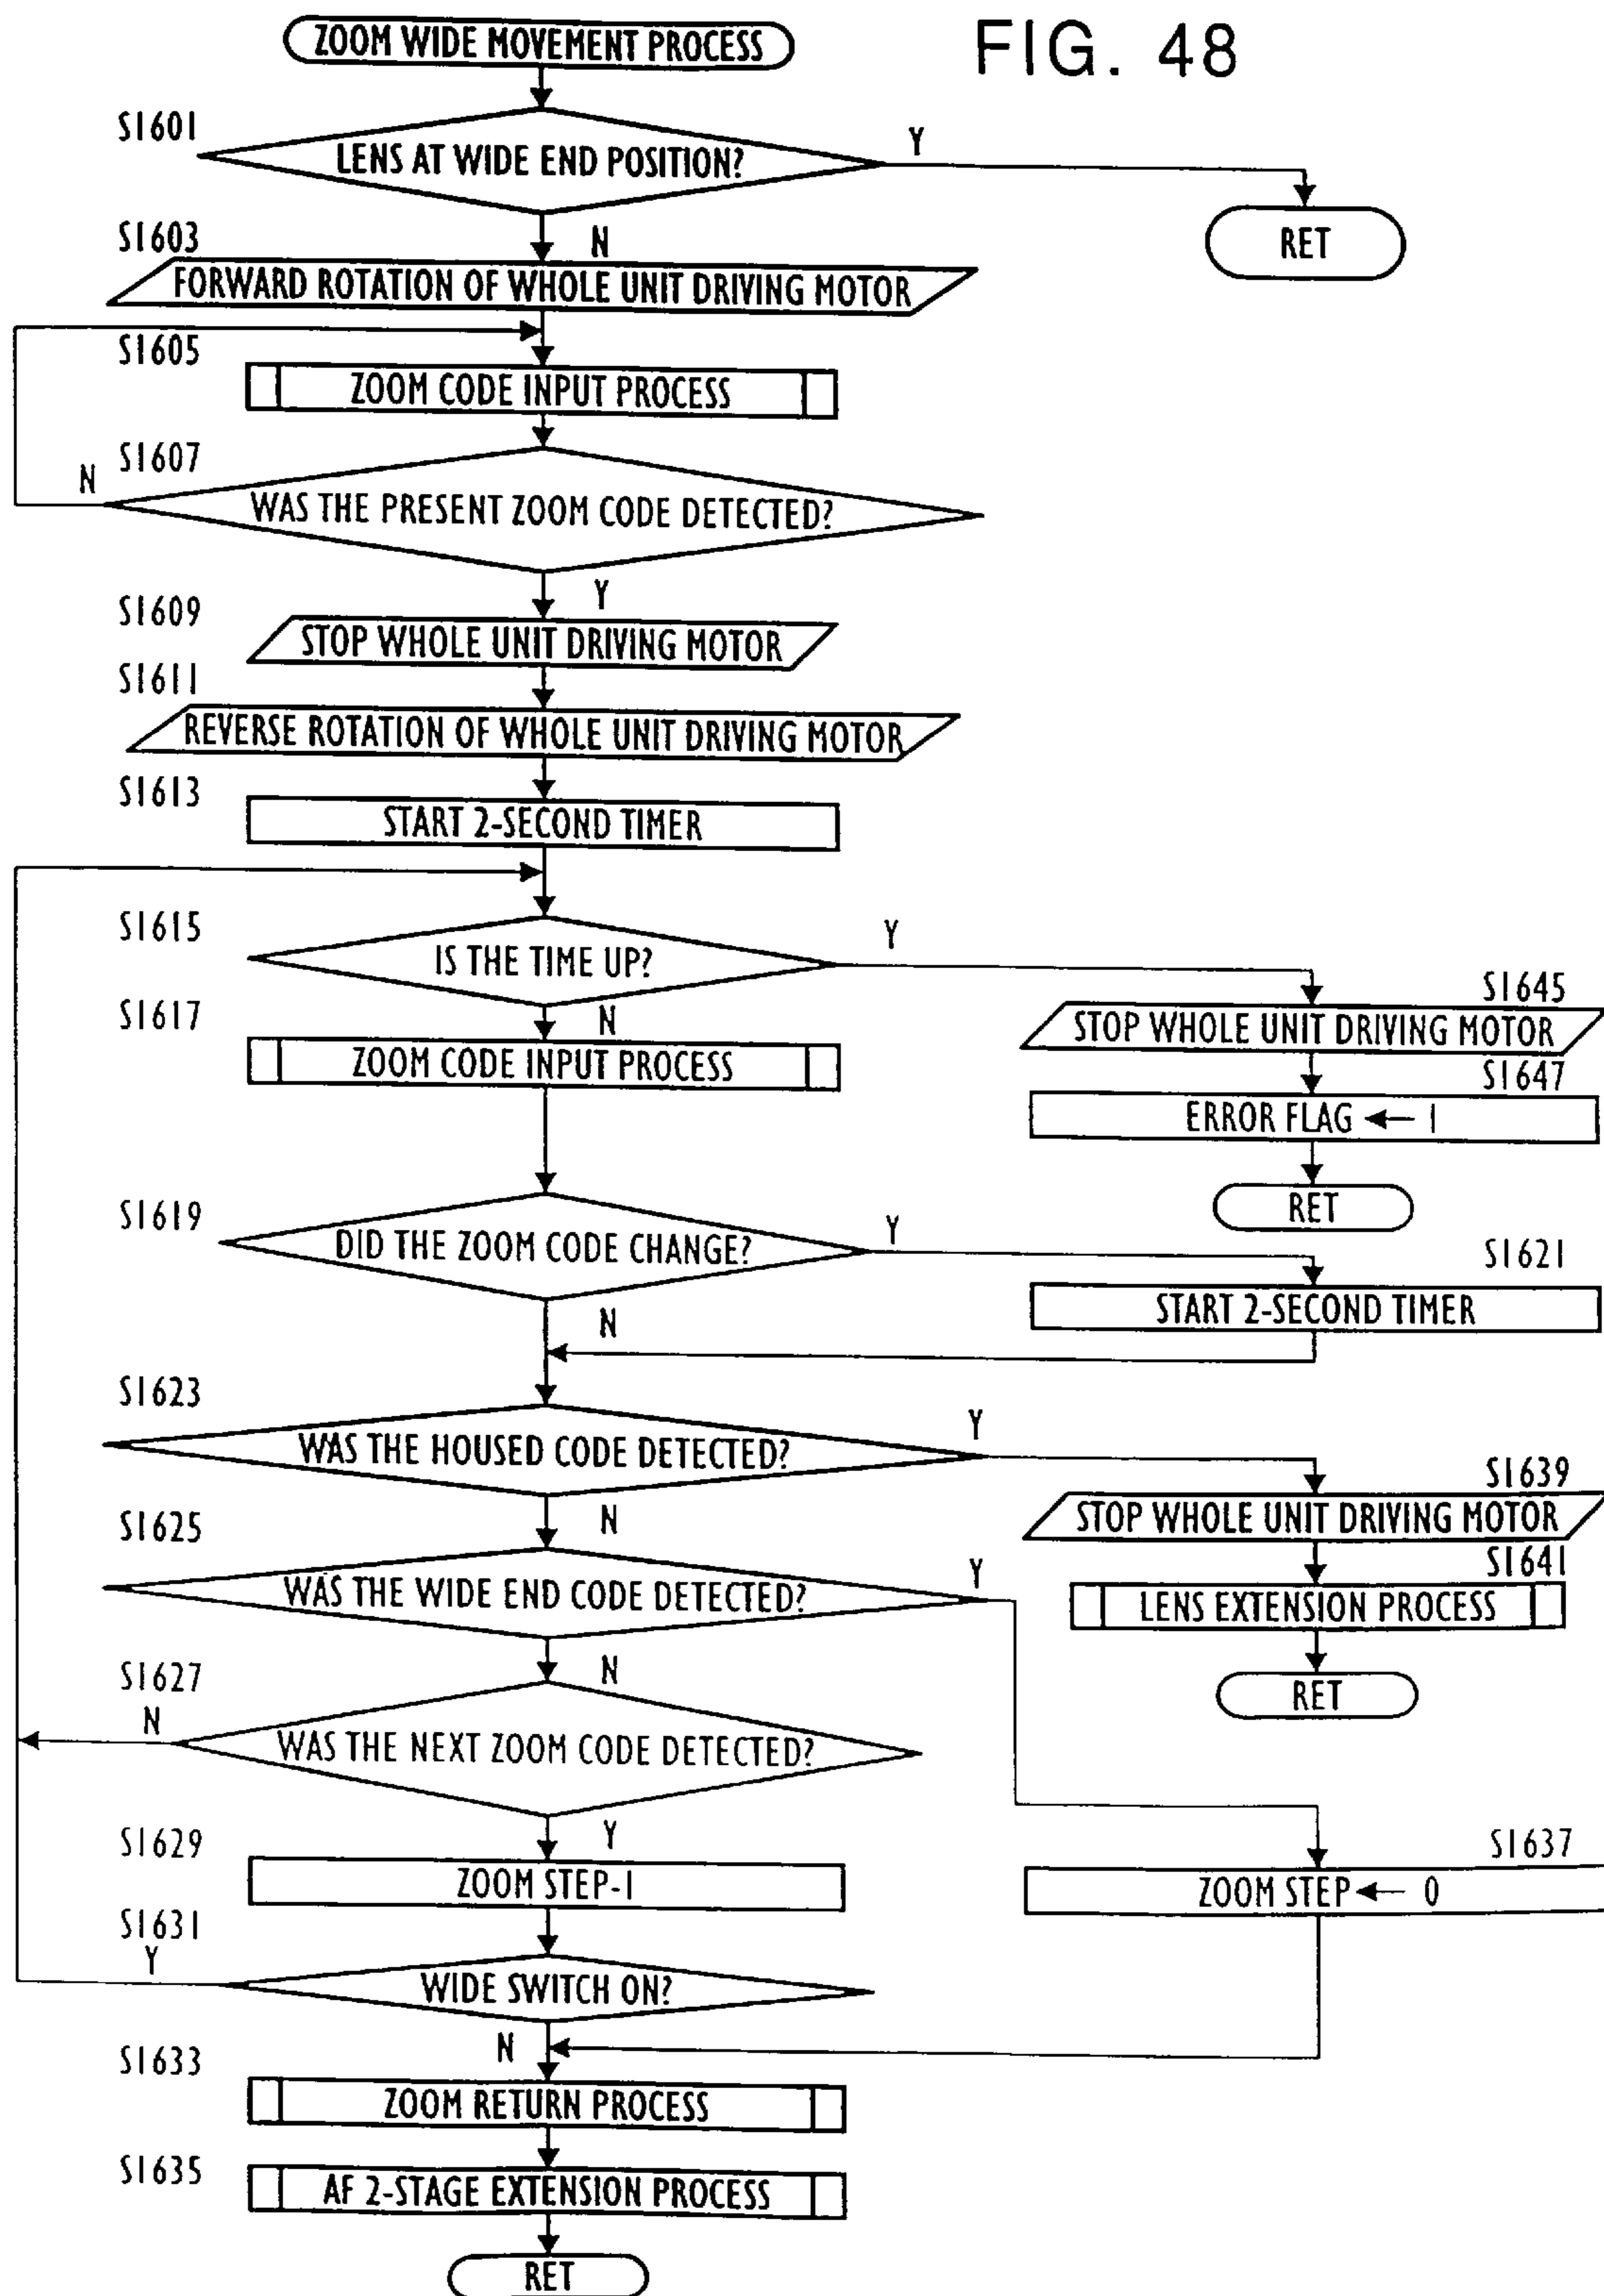 FIG. 48
ZOOM WIDE MOVEMENT PROCESS
S1601
LENS AT WIDE END POSITION?
Y
RET
N
S1603
FORWARD ROTATION OF WHOLE UNIT DRIVING MOTOR
S1605
ZOOM CODE INPUT PROCESS
S1607
N
WAS THE PRESENT ZOOM CODE DETECTED?
Y
S1609
STOP WHOLE UNIT DRIVING MOTOR
S1611
REVERSE ROTATION OF WHOLE UNIT DRIVING MOTOR
S1613
START 2-SECOND TIMER
S1615
IS THE TIME UP?
Y
S1645
STOP WHOLE UNIT DRIVING MOTOR
S1647
ERROR FLAG ← 1
RET
N
S1617
ZOOM CODE INPUT PROCESS
S1619
DID THE ZOOM CODE CHANGE?
Y
S1621
START 2-SECOND TIMER
N
S1623
WAS THE HOUSED CODE DETECTED?
Y
S1639
STOP WHOLE UNIT DRIVING MOTOR
S1641
LENS EXTENSION PROCESS
RET
N
S1625
WAS THE WIDE END CODE DETECTED?
Y
S1637
ZOOM STEP ← 0
N
S1627
N
WAS THE NEXT ZOOM CODE DETECTED?
Y
S1629
ZOOM STEP-1
S1631
Y
WIDE SWITCH ON?
N
S1633
ZOOM RETURN PROCESS
S1635
AF 2-STAGE EXTENSION PROCESS
RET